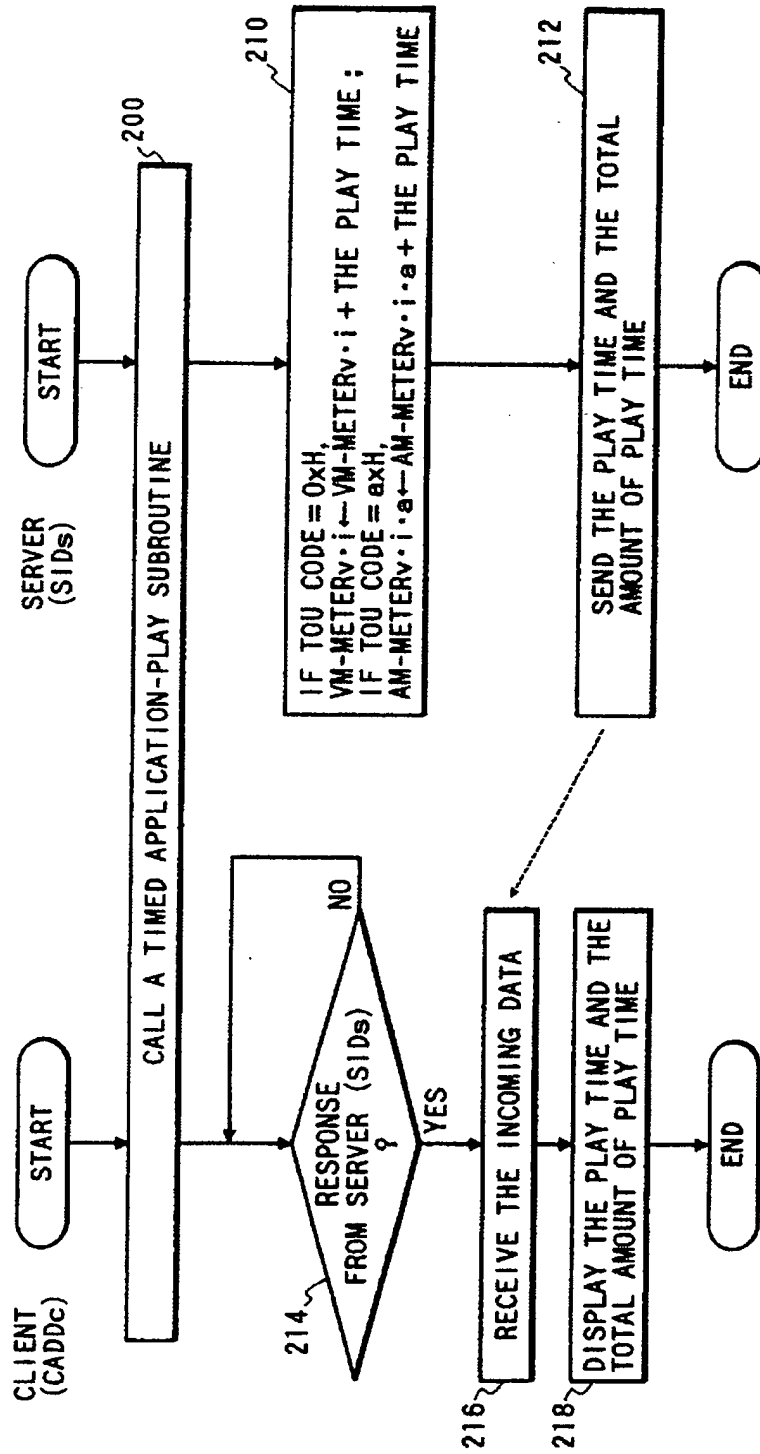 CLIENT
(CADDc)
START
SERVER
(SIDs)
START
200
CALL A TIMED APPLICATION-PLAY SUBROUTINE
214
RESPONSE
FROM SERVER (SIDs)
?
NO
YES
216
RECEIVE THE INCOMING DATA
218
DISPLAY THE PLAY TIME AND THE
TOTAL AMOUNT OF PLAY TIME
END
210
IF TOU CODE=0xH,
VM-METERv·i←VM-METERv·i+THE PLAY TIME;
IF TOU CODE=axH,
AM-METERv·i·a←AM-METERv·i·a+THE PLAY TIME
212
SEND THE PLAY TIME AND THE TOTAL
AMOUNT OF PLAY TIME
END